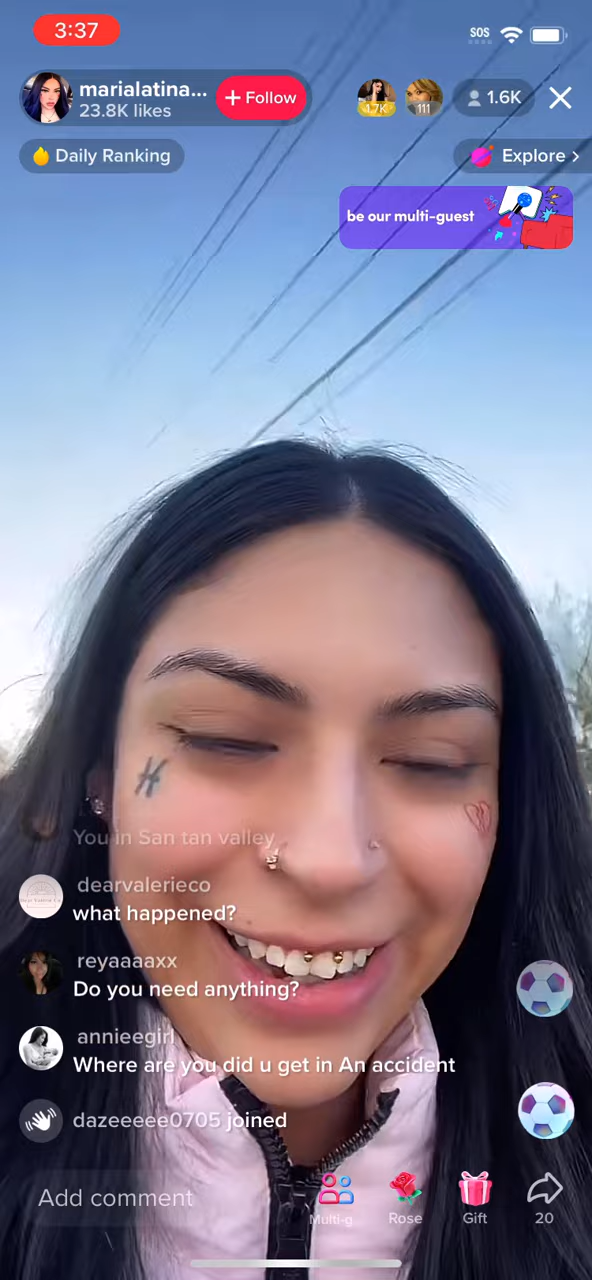 3:37
SOS
marialatina...
23.8K likes
+ Follow
1.7K
111
1.6K
Daily Ranking
Explore >
be our multi-guest
You in San tan valley
dearvalerieco
what happened?
reyaaaaxx
Do you need anything?
annieegirl
Where are you did u get in An accident
dazeeeee0705 joined
Add comment
Multi-g
Rose
Gift
20